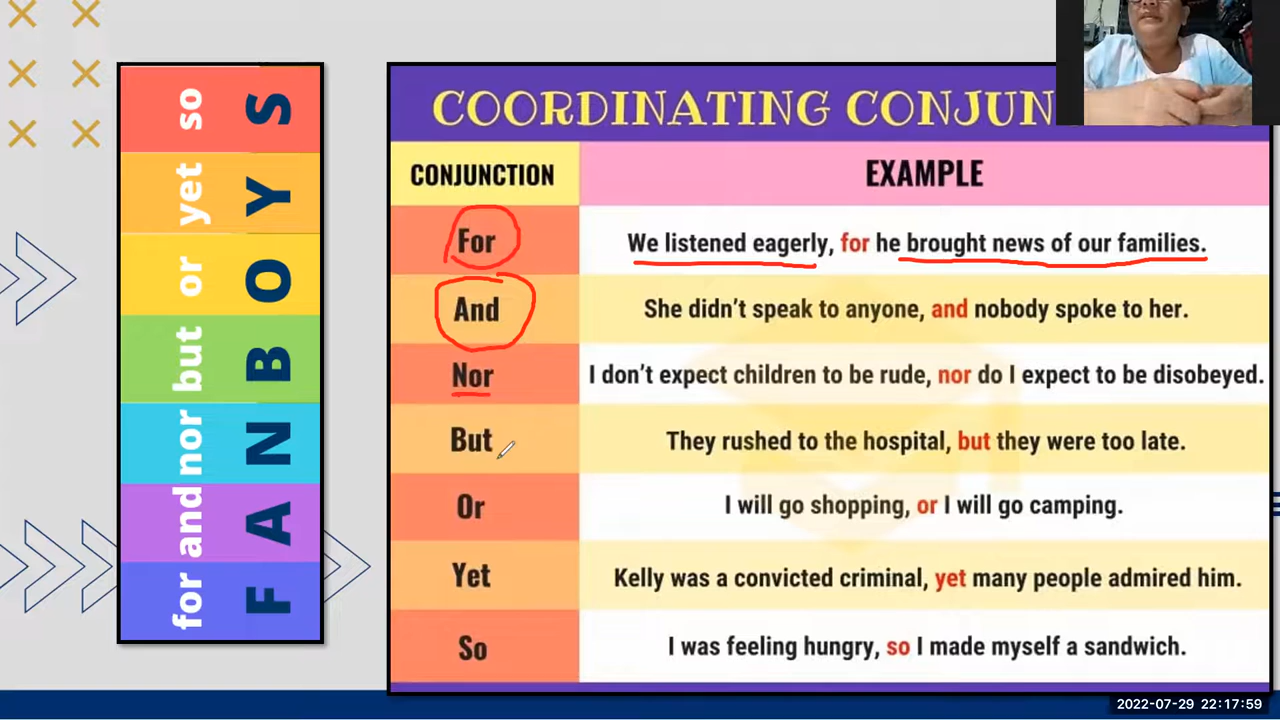 so S
yet Y
or O
but B
nor N
and A
for F
COORDINATING CONJUN
CONJUNCTION EXAMPLE
For We listened eagerly, for he brought news of our families.
And She didn't speak to anyone, and nobody spoke to her.
Nor I don't expect children to be rude, nor do I expect to be disobeyed.
But They rushed to the hospital, but they were too late.
Or I will go shopping, or I will go camping.
Yet Kelly was a convicted criminal, yet many people admired him.
So I was feeling hungry, so I made myself a sandwich.
2022-07-29 22:17:59